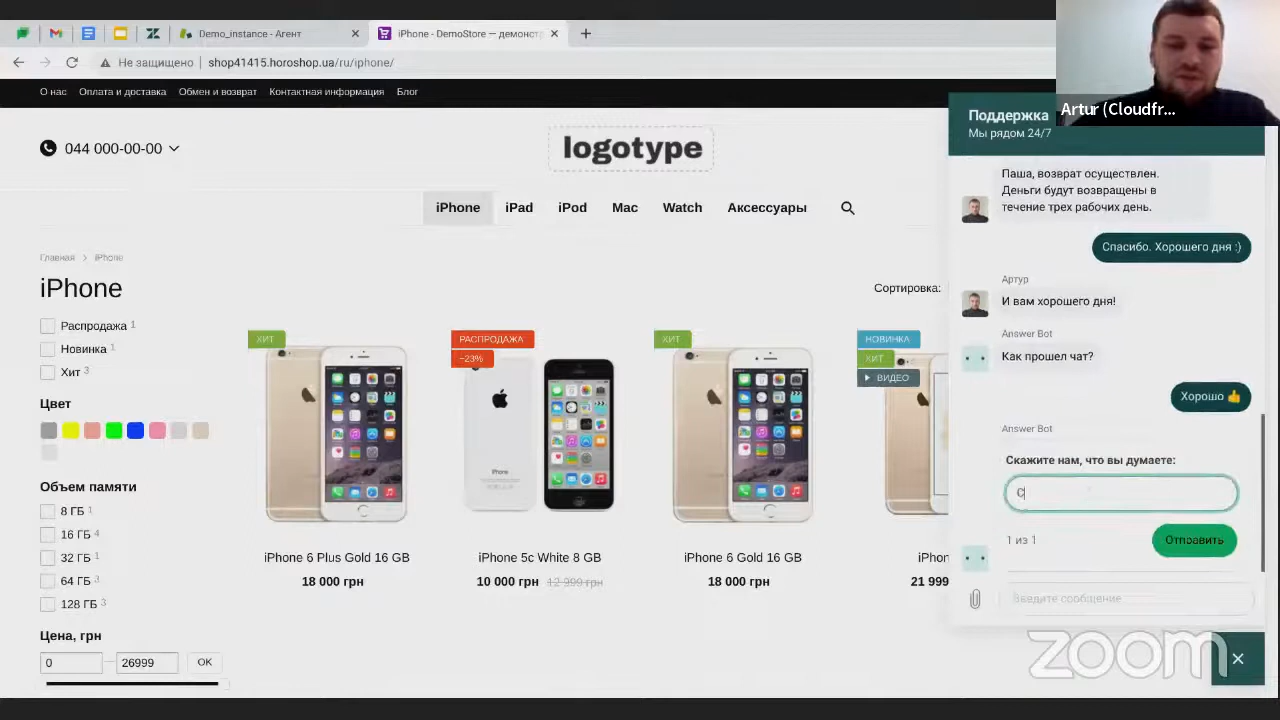 Demo_instance - Агент
iPhone - DemoStore — демонстр
Не защищено
shop41415.horoshop.ua/ru/iphone/
О нас
Оплата и доставка
Обмен и возврат
Контактная информация
Блог
Artur (Cloudfr...
044 000-00-00
logotype
iPhone
iPad
iPod
Mac
Watch
Аксессуары
Главная
iPhone
iPhone
Сортировка:
Распродажа 1
Новинка 1
Хит 3
Цвет
Объем памяти
8 ГБ 1
16 ГБ 4
32 ГБ 1
64 ГБ 3
128 ГБ 3
Цена, грн
0
26999
OK
ХИТ
iPhone 6 Plus Gold 16 GB
18 000 грн
РАСПРОДАЖА
−23%
iPhone
iPhone 5c White 8 GB
10 000 грн 12 999 грн
ХИТ
iPhone 6 Gold 16 GB
18 000 грн
НОВИНКА
ХИТ
ВИДЕО
iPhon
21 999
Поддержка
Мы рядом 24/7
Паша, возврат осуществлен.
Деньги будут возвращены в
течение трех рабочих день.
Спасибо. Хорошего дня :)
Артур
И вам хорошего дня!
Answer Bot
Как прошел чат?
Хорошо 👍
Answer Bot
Скажите нам, что вы думаете:
С
1 из 1
Отправить
Введите сообщение
zoom